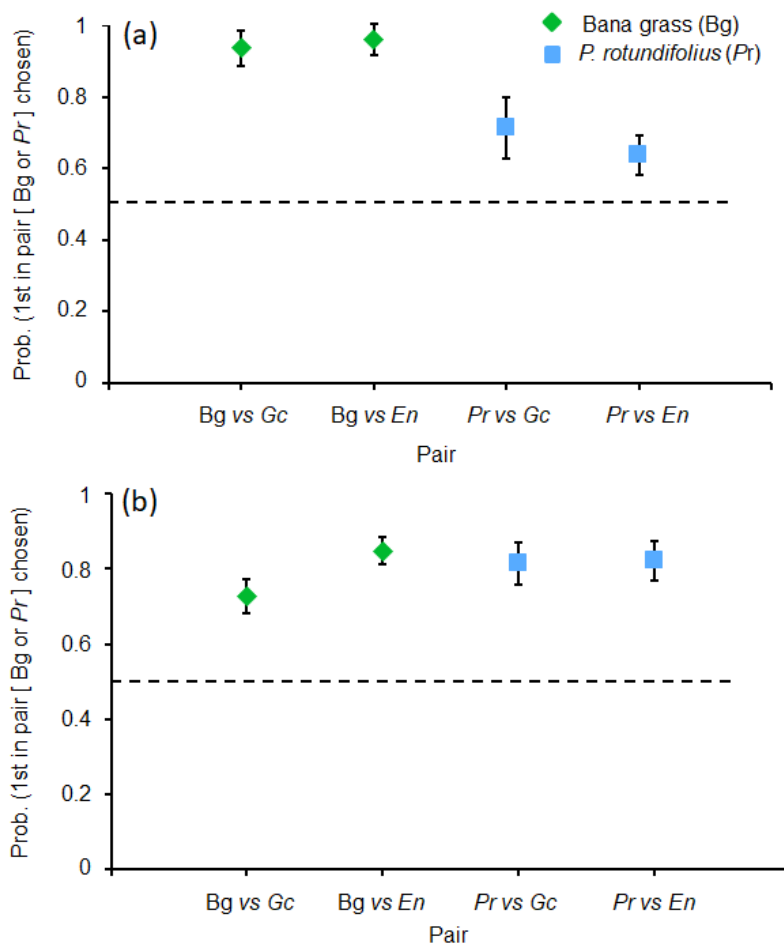 (a)
Bana grass (Bg)
P. rotundifolius (Pr)
Prob. (1st in pair [ Bg or Pr ] chosen)
1
0.8
0.6
0.4
0.2
0
Bg vs Gc
Bg vs En
Pr vs Gc
Pr vs En
Pair
(b)
Prob. (1st in pair [ Bg or Pr ] chosen)
1
0.8
0.6
0.4
0.2
0
Bg vs Gc
Bg vs En
Pr vs Gc
Pr vs En
Pair